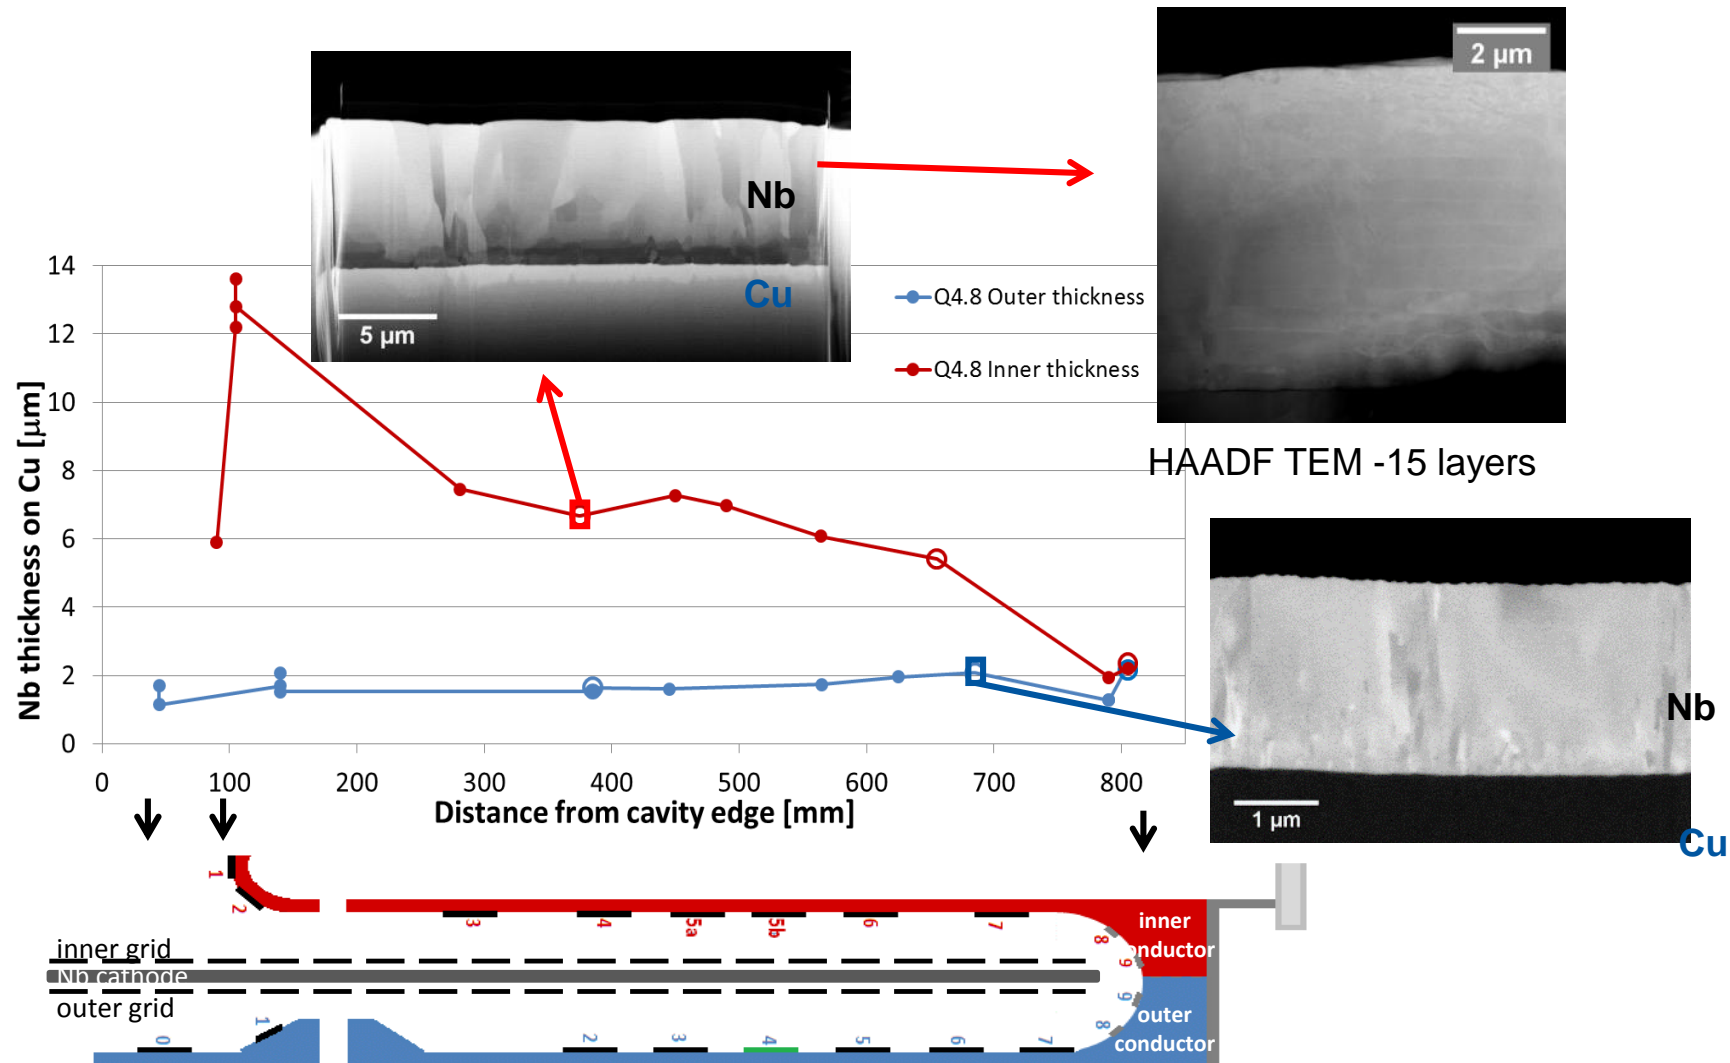 2 µm
Nb
Cu
5 µm
Q4.8 Outer thickness
Q4.8 Inner thickness
HAADF TEM -15 layers
Nb thickness on Cu [µm]
14
12
10
8
6
4
2
0
0 100 200 300 400 500 600 700 800
Distance from cavity edge [mm]
Nb
1 µm
Cu
1
2
3 4 5a 5b 6 7
8
9
inner
onductor
inner grid
Nb cathode
outer grid
9
8
outer
conductor
0 1 2 3 4 5 6 7